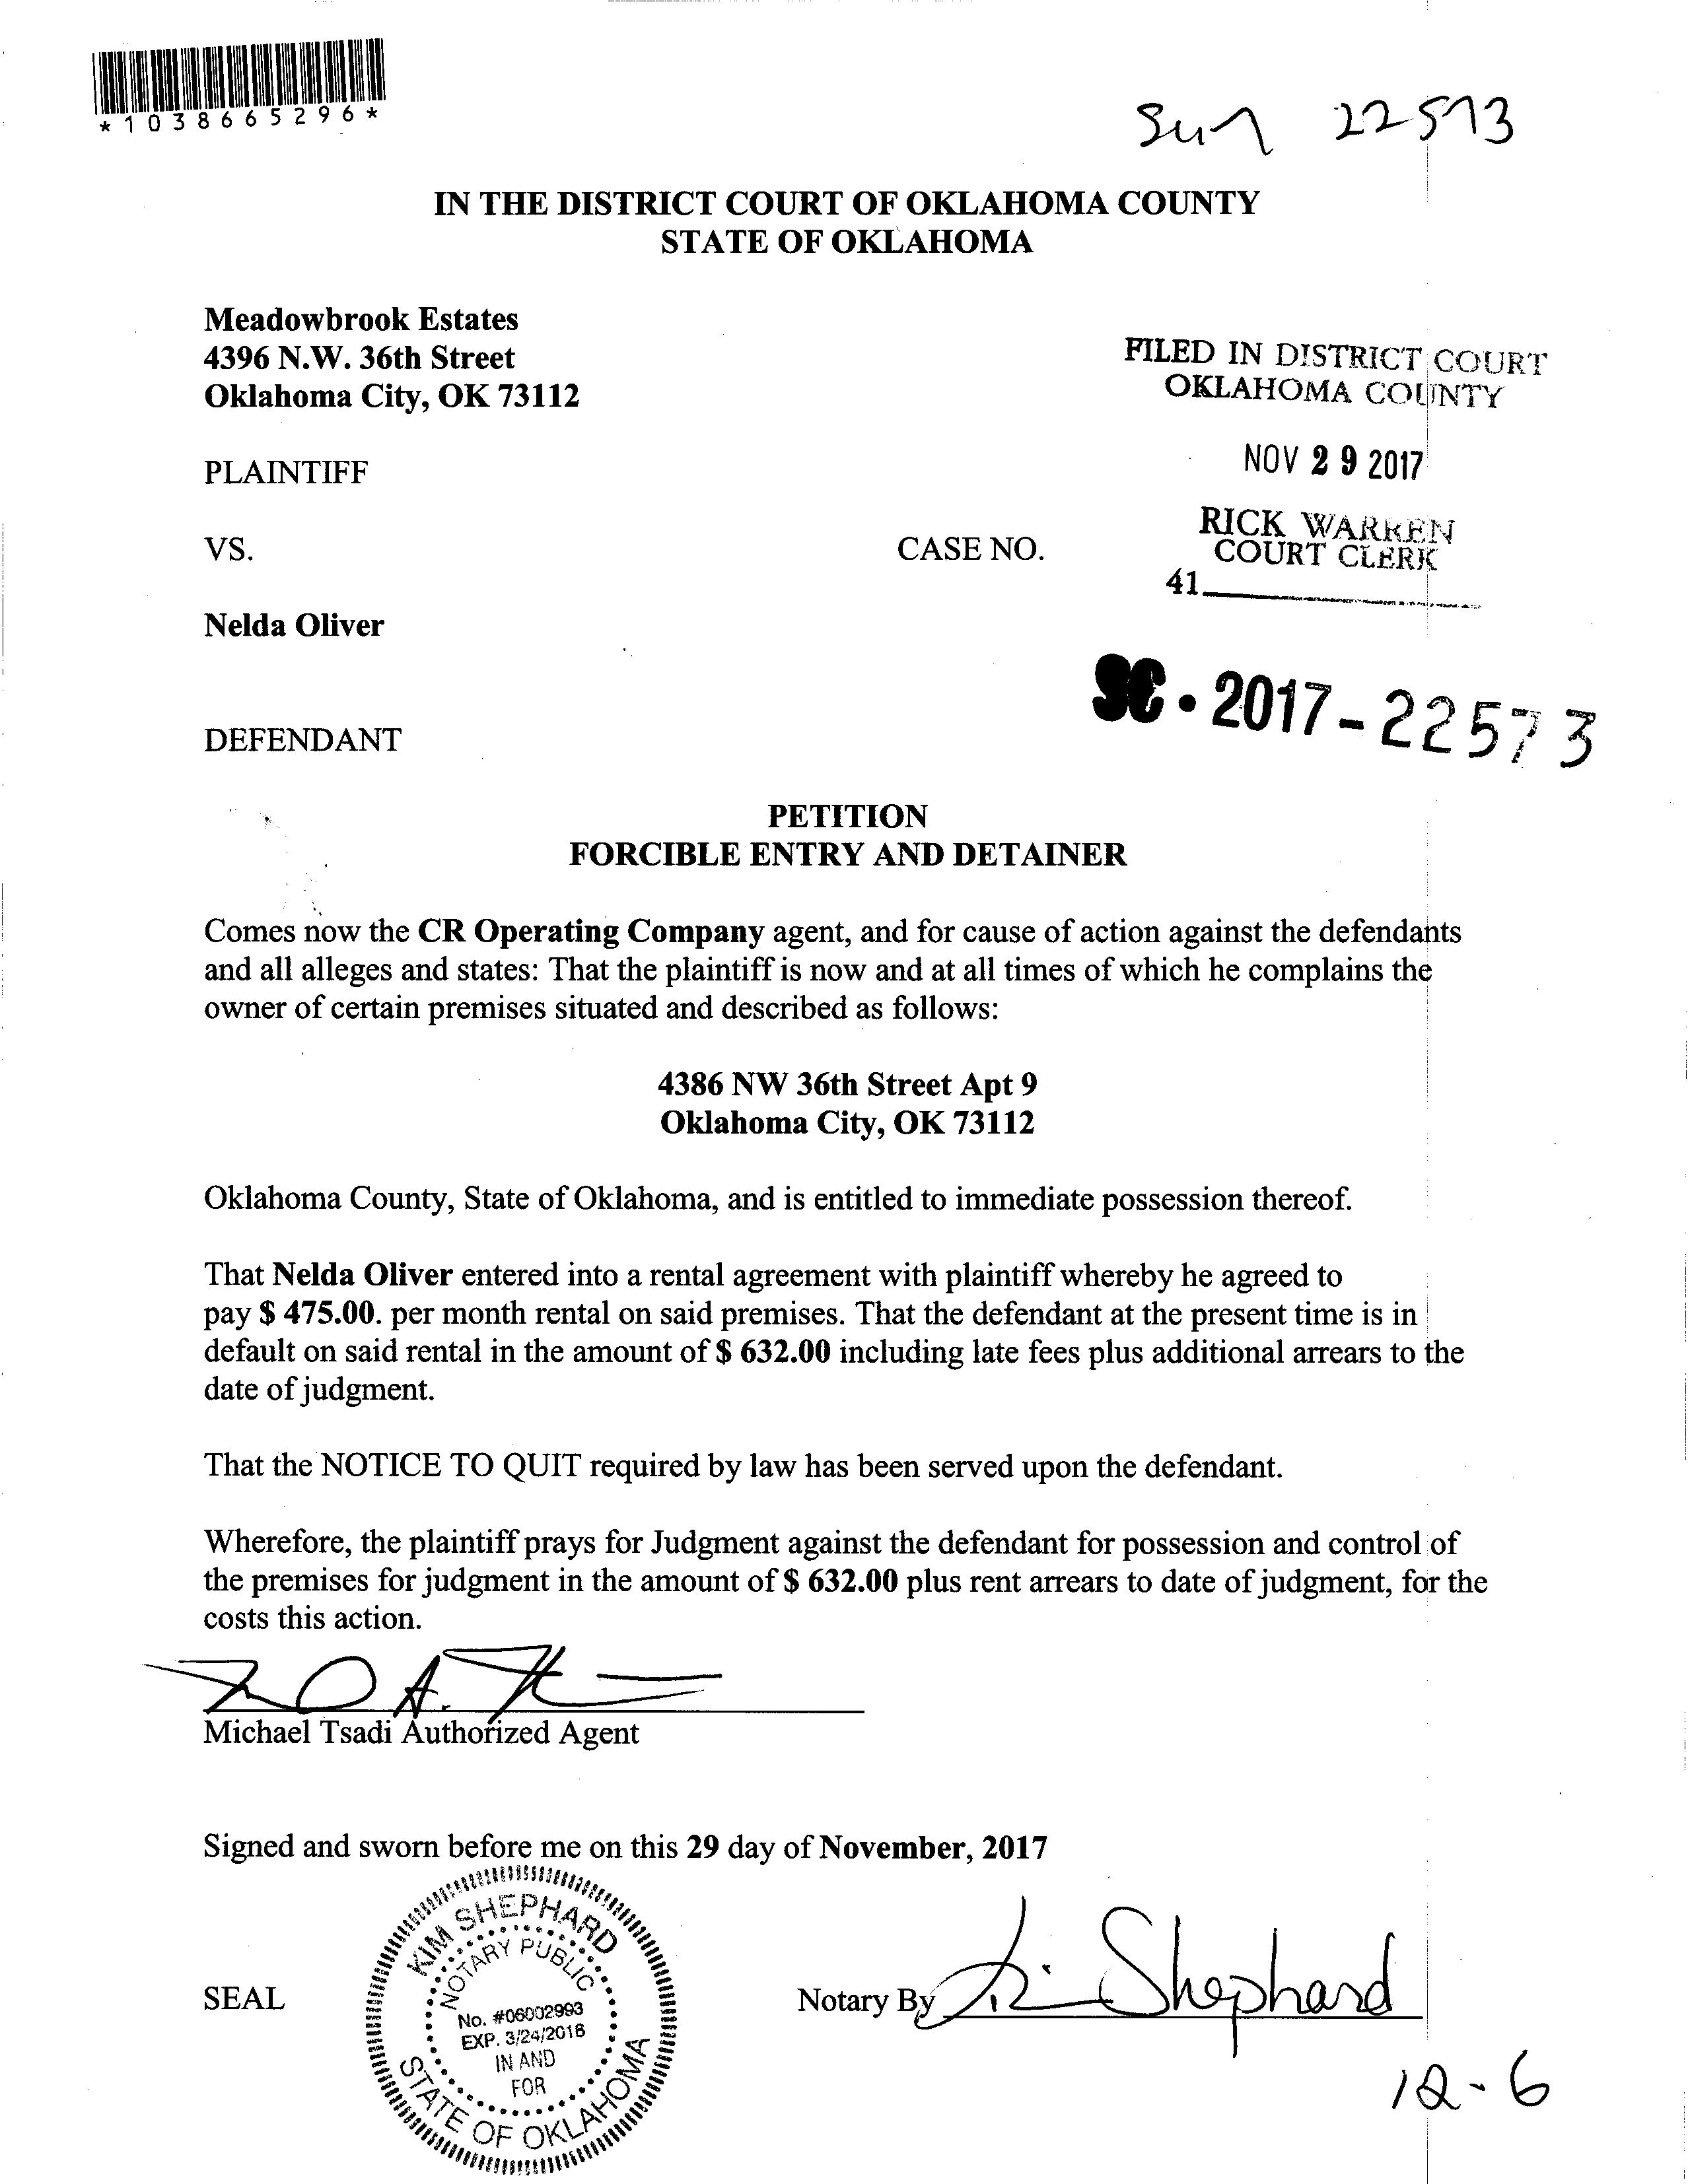 *1038665296*
Sum 22573
IN THE DISTRICT COURT OF OKLAHOMA COUNTY
STATE OF OKLAHOMA
Meadowbrook Estates
4396 N.W. 36th Street
Oklahoma City, OK 73112
FILED IN DISTRICT COURT
OKLAHOMA COUNTY
NOV 29 2017
PLAINTIFF
RICK WARREN
COURT CLERK
41
VS.
CASE NO.
Nelda Oliver
SC-2017-22573
DEFENDANT
PETITION
FORCIBLE ENTRY AND DETAINER
Comes now the CR Operating Company agent, and for cause of action against the defendants
and all alleges and states: That the plaintiff is now and at all times of which he complains the
owner of certain premises situated and described as follows:
4386 NW 36th Street Apt 9
Oklahoma City, OK 73112
Oklahoma County, State of Oklahoma, and is entitled to immediate possession thereof.
That Nelda Oliver entered into a rental agreement with plaintiff whereby he agreed to
pay $ 475.00. per month rental on said premises. That the defendant at the present time is in
default on said rental in the amount of $ 632.00 including late fees plus additional arrears to the
date of judgment.
That the NOTICE TO QUIT required by law has been served upon the defendant.
Wherefore, the plaintiff prays for Judgment against the defendant for possession and control of
the premises for judgment in the amount of $ 632.00 plus rent arrears to date of judgment, for the
costs this action.
Michael Tsadi Authorized Agent
Signed and sworn before me on this 29 day of November, 2017
SEAL
KIM SHEPHARD
NOTARY PUBLIC
No. #06002993
EXP. 3/24/2018
IN AND
FOR
STATE OF OKLAHOMA
Notary By Kim Shephard
12-6